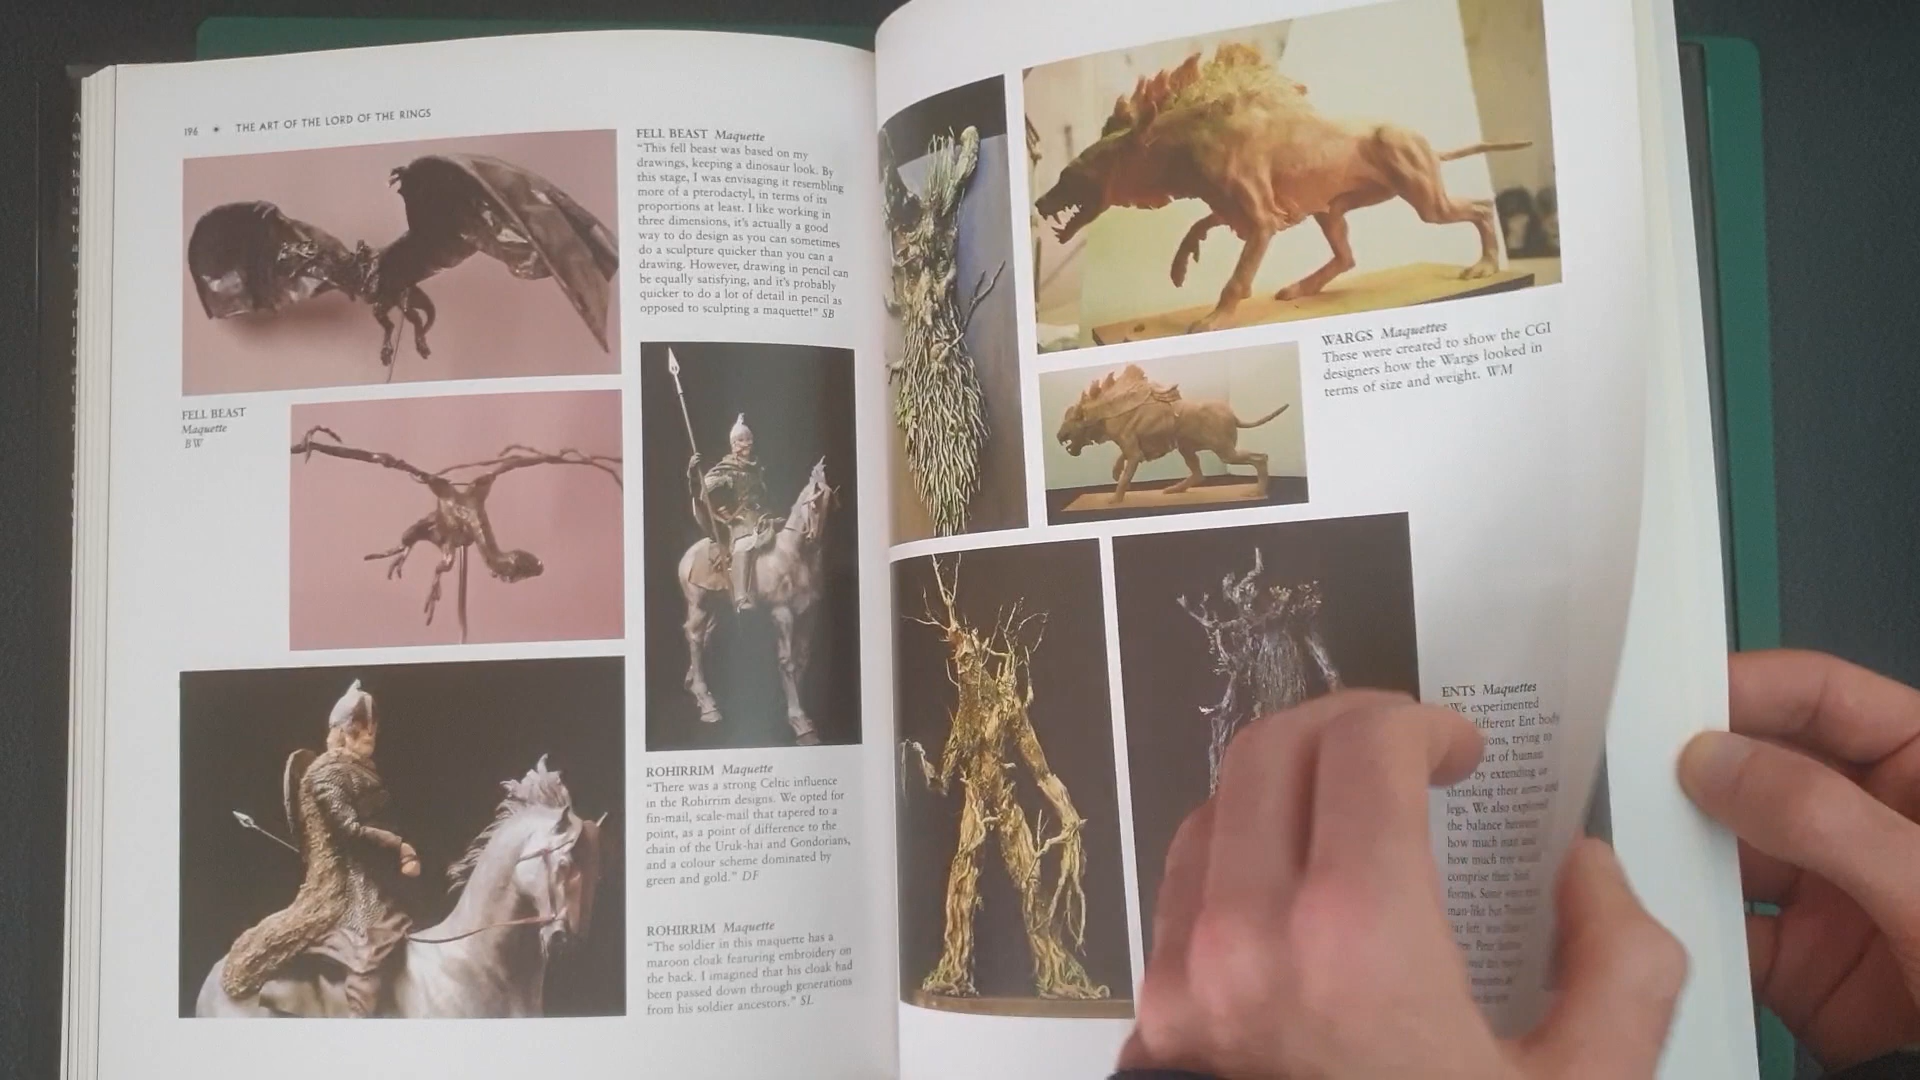 196 * THE ART OF THE LORD OF THE RINGS
FELL BEAST Maquette
"This fell beast was based on my
drawings, keeping a dinosaur look. By
this stage, I was envisaging it resembling
more of a pterodactyl, in terms of its
proportions at least. I like working in
three dimensions, it's actually a good
way to do design as you can sometimes
do a sculpture quicker than you can a
drawing. However, drawing in pencil can
be equally satisfying, and it's probably
quicker to do a lot of detail in pencil as
opposed to sculpting a maquette!" SB
FELL BEAST
Maquette
BW
ROHIRRIM Maquette
"There was a strong Celtic influence
in the Rohirrim designs. We opted for
fin-mail, scale-mail that tapered to a
point, as a point of difference to the
chain of the Uruk-hai and Gondorians,
and a colour scheme dominated by
green and gold." DF
ROHIRRIM Maquette
"The soldier in this maquette has a
maroon cloak featuring embroidery on
the back. I imagined that his cloak had
been passed down through generations
from his soldier ancestors." SL
WARGS Maquettes
These were created to show the CGI
designers how the Wargs looked in
terms of size and weight. WM
ENTS Maquettes
"We experimented
different Ent body
trying to
out of human
by extending or
shrinking their arms and
legs. We also explored
the balance between
how much man and
how much
comprise their
forms. Some
man-like